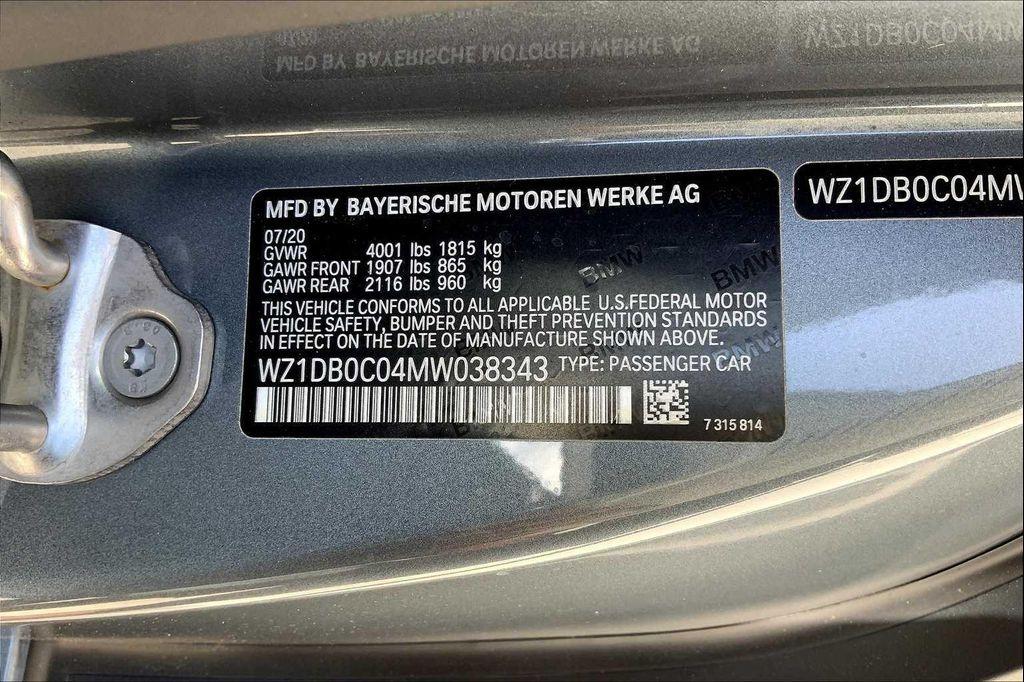 MFD BY BAYERISCHE MOTOREN WERKE AG
07/20
GVWR 4001 lbs 1815 kg
GAWR FRONT 1907 lbs 865 kg
GAWR REAR 2116 lbs 960 kg
THIS VEHICLE CONFORMS TO ALL APPLICABLE U.S.FEDERAL MOTOR
VEHICLE SAFETY, BUMPER AND THEFT PREVENTION STANDARDS
IN EFFECT ON THE DATE OF MANUFACTURE SHOWN ABOVE.
WZ1DB0C04MW038343 TYPE: PASSENGER CAR
7 315 814
BMW
BMW
BMW
WZ1DB0C04MW